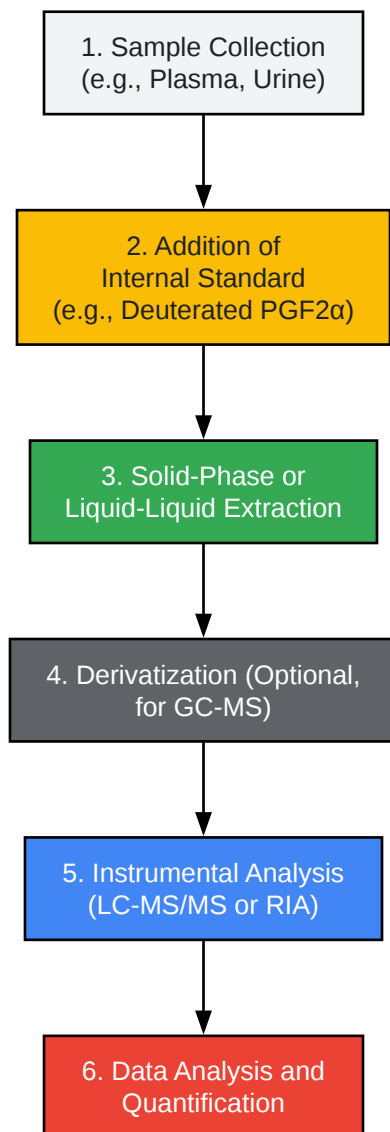 1. Sample Collection
(e.g., Plasma, Urine)
2. Addition of
Internal Standard
(e.g., Deuterated PGF2α)
3. Solid-Phase or
Liquid-Liquid Extraction
4. Derivatization (Optional,
for GC-MS)
5. Instrumental Analysis
(LC-MS/MS or RIA)
6. Data Analysis and
Quantification